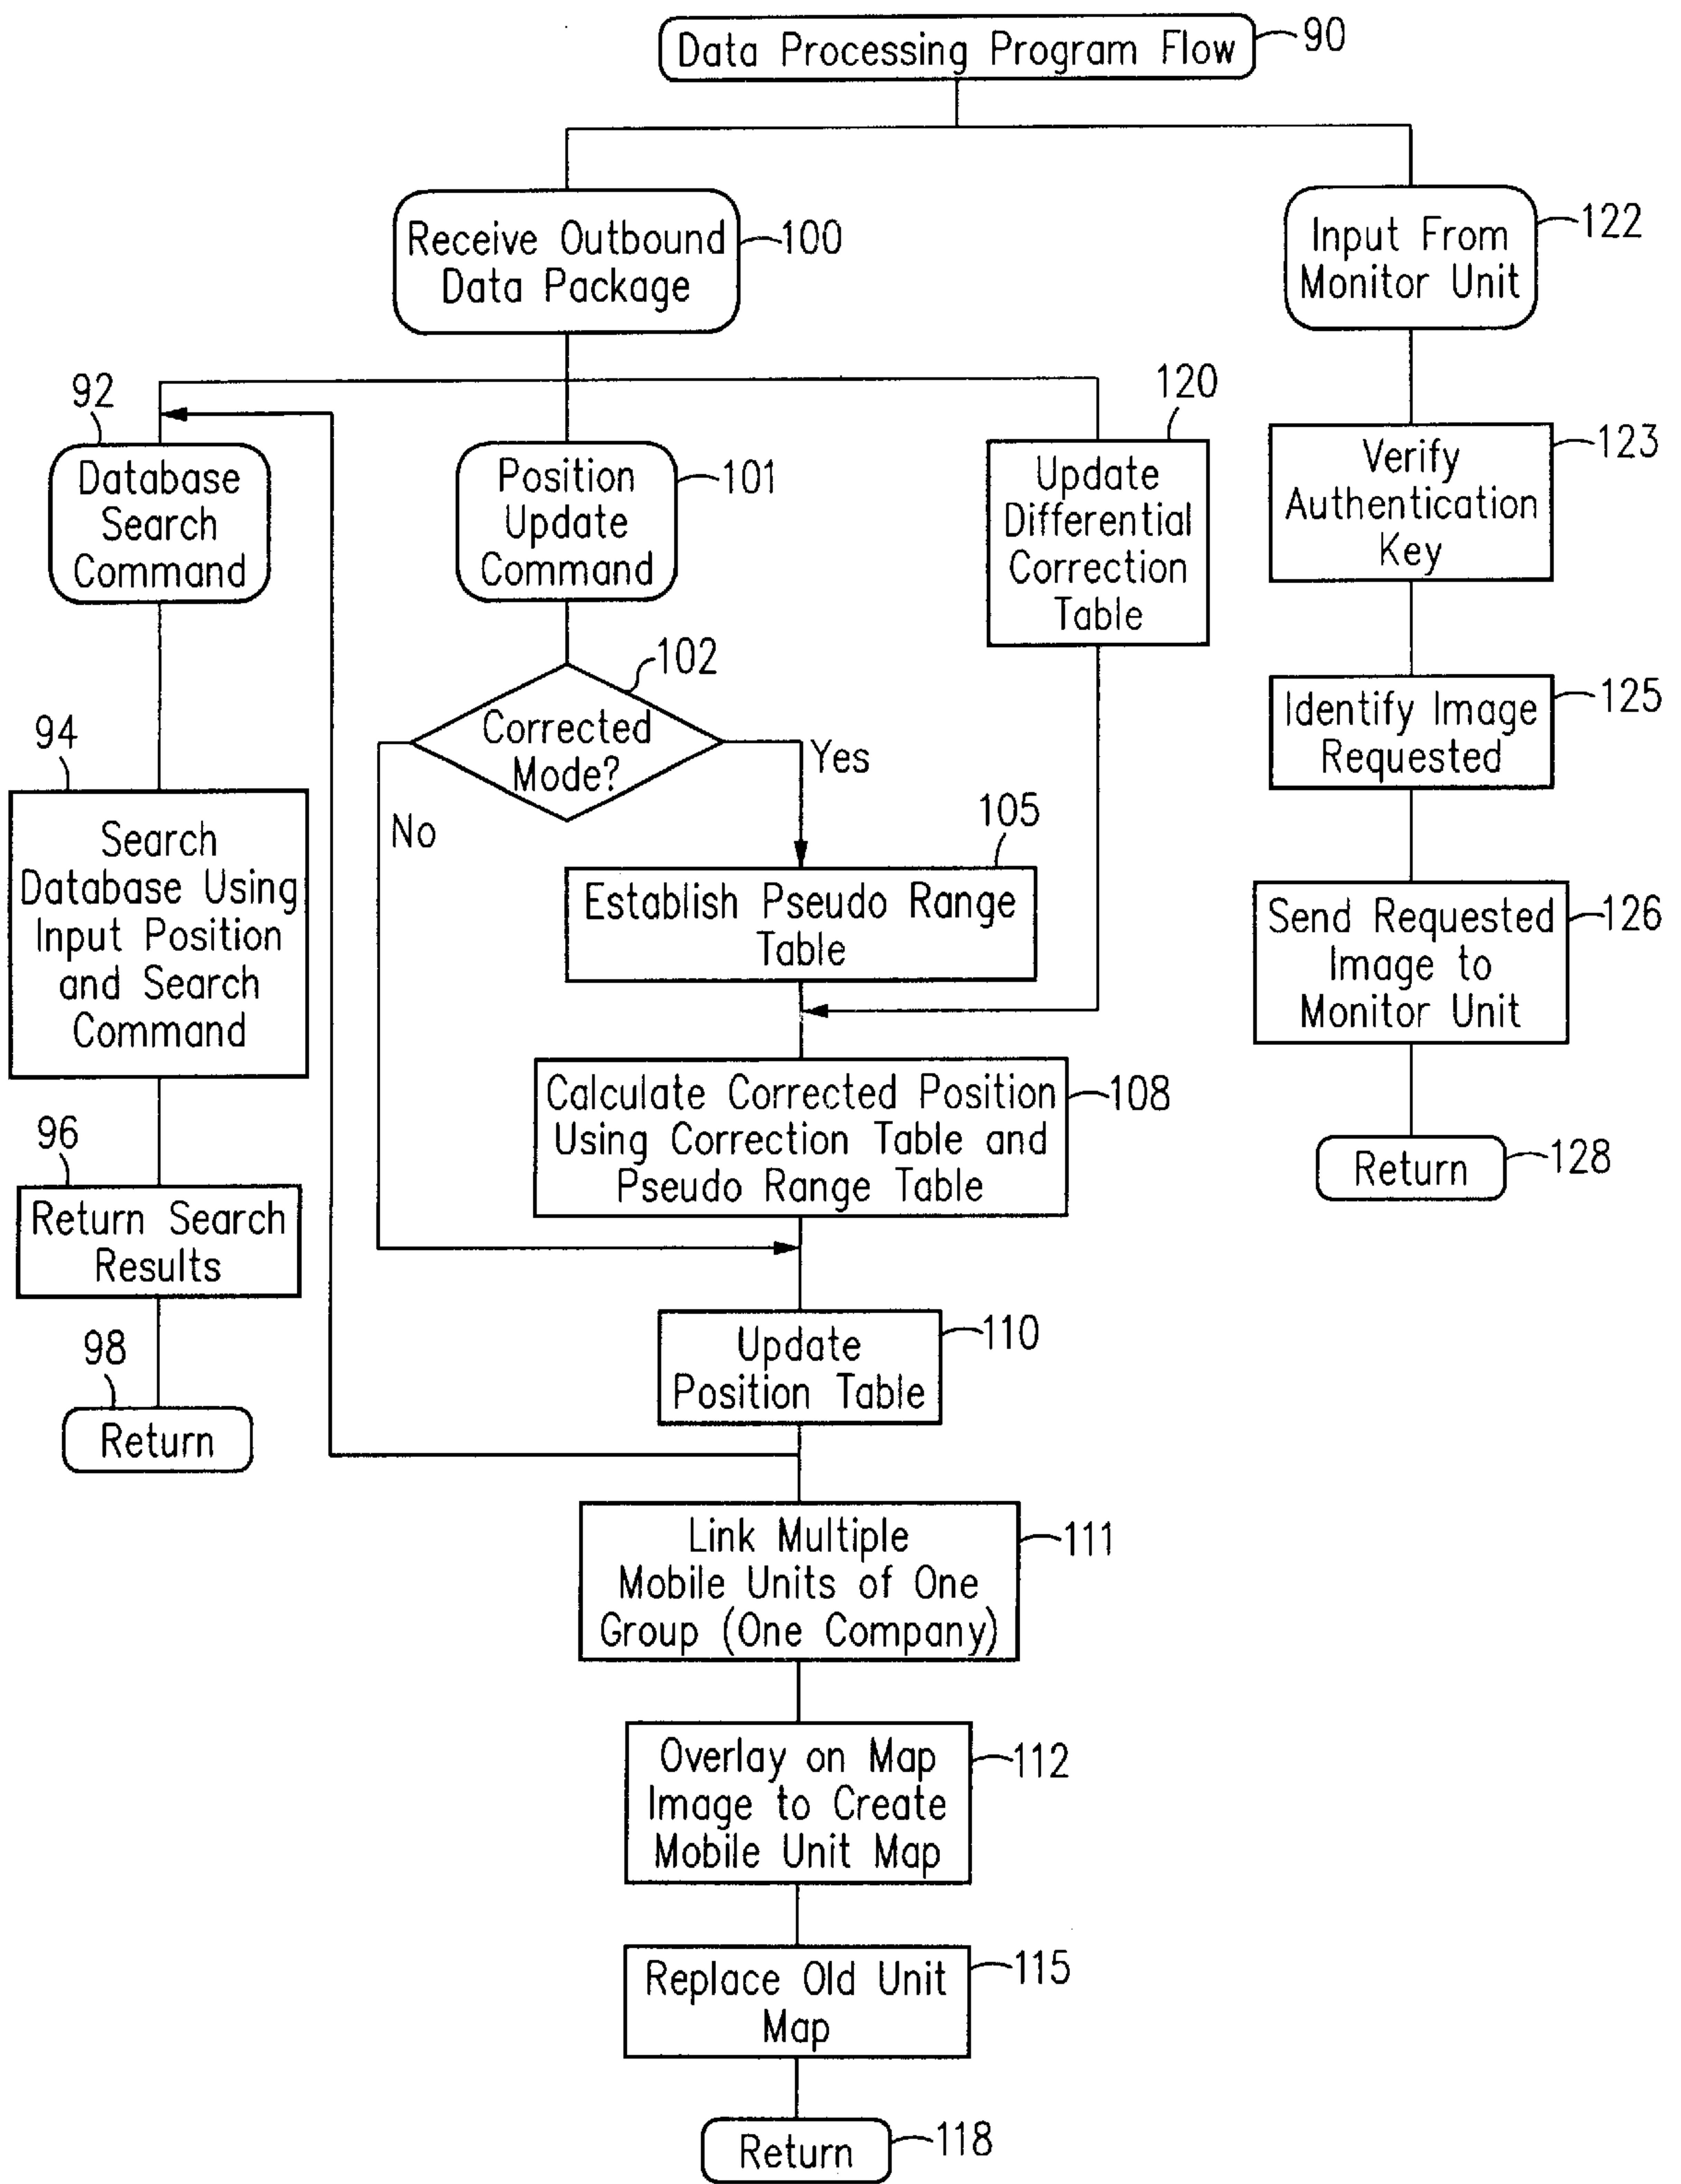 Data Processing Program Flow
90
Receive Outbound
Data Package
100
Input From
Monitor Unit
122
92
Database
Search
Command
Position
Update
Command
101
120
Update
Differential
Correction
Table
Verify
Authentication
Key
123
102
Corrected
Mode?
Yes
No
Identify Image
Requested
125
94
Search
Database Using
Input Position
and Search
Command
105
Establish Pseudo Range
Table
Send Requested
Image to
Monitor Unit
126
Calculate Corrected Position
Using Correction Table and
Pseudo Range Table
108
Return
128
96
Return Search
Results
98
Return
Update
Position Table
110
Link Multiple
Mobile Units of One
Group (One Company)
111
Overlay on Map
Image to Create
Mobile Unit Map
112
Replace Old Unit
Map
115
Return
118